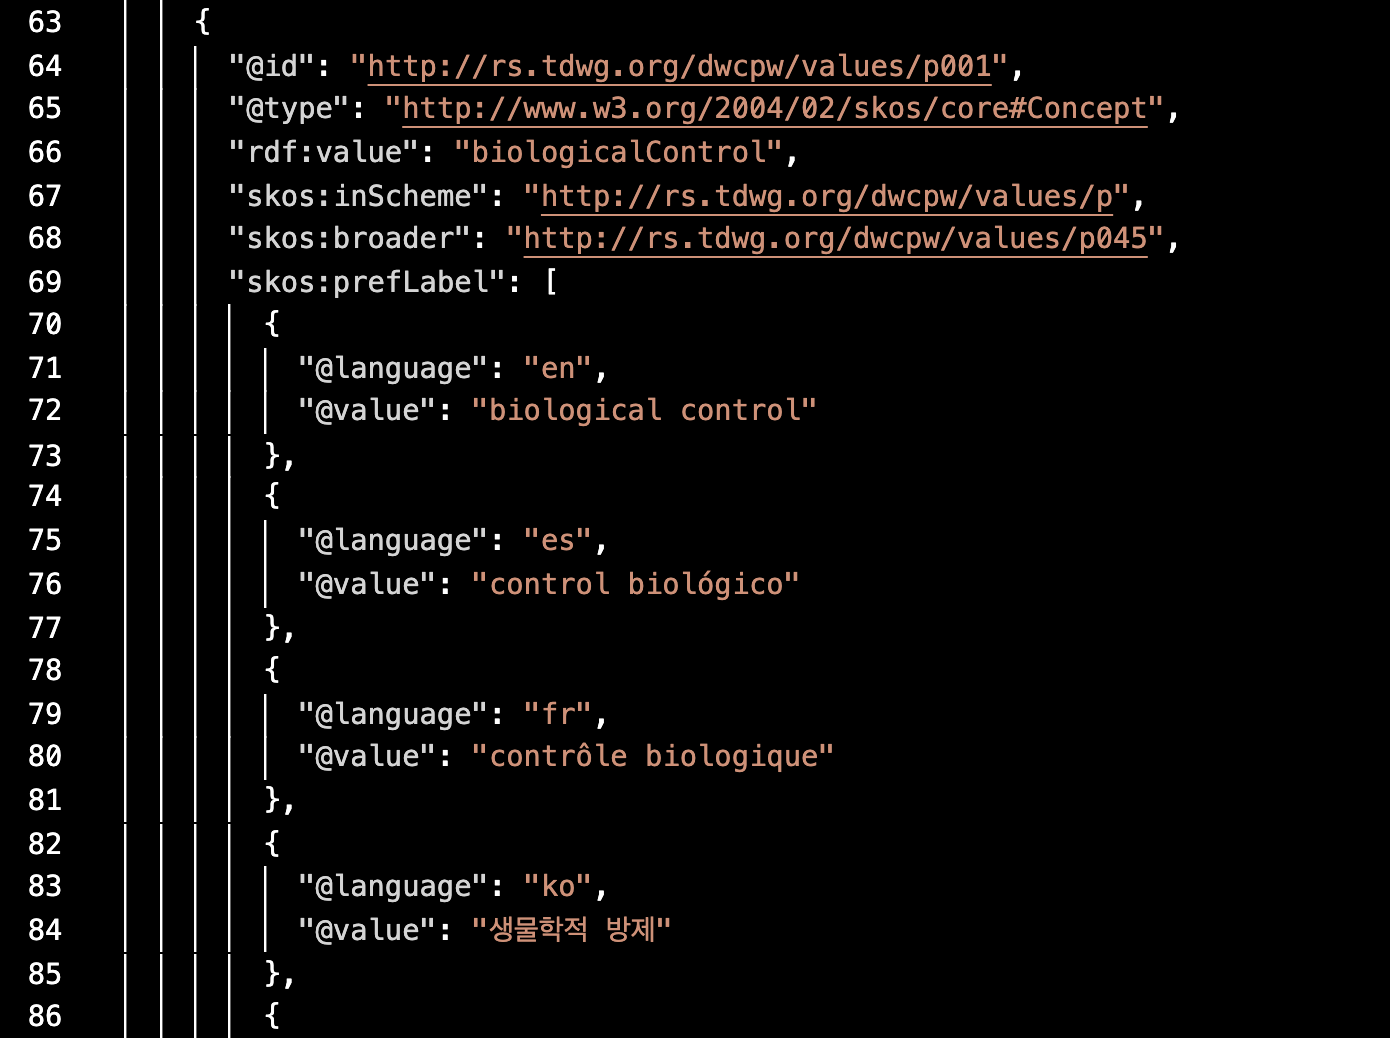 63 {
64 "@id": "http://rs.tdwg.org/dwcpw/values/p001",
65 "@type": "http://www.w3.org/2004/02/skos/core#Concept",
66 "rdf:value": "biologicalControl",
67 "skos:inScheme": "http://rs.tdwg.org/dwcpw/values/p",
68 "skos:broader": "http://rs.tdwg.org/dwcpw/values/p045",
69 "skos:prefLabel": [
70 {
71 "@language": "en",
72 "@value": "biological control"
73 },
74 {
75 "@language": "es",
76 "@value": "control biológico"
77 },
78 {
79 "@language": "fr",
80 "@value": "contrôle biologique"
81 },
82 {
83 "@language": "ko",
84 "@value": "생물학적 방제"
85 },
86 {